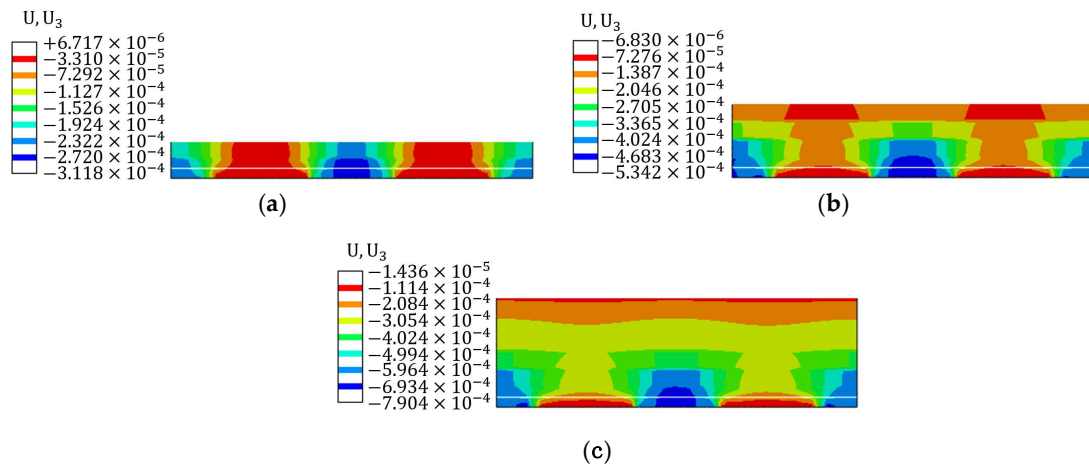 U, U₃
+6.717 × 10⁻⁶
−3.310 × 10⁻⁵
−7.292 × 10⁻⁵
−1.127 × 10⁻⁴
−1.526 × 10⁻⁴
−1.924 × 10⁻⁴
−2.322 × 10⁻⁴
−2.720 × 10⁻⁴
−3.118 × 10⁻⁴
(a)
U, U₃
−6.830 × 10⁻⁶
−7.276 × 10⁻⁵
−1.387 × 10⁻⁴
−2.046 × 10⁻⁴
−2.705 × 10⁻⁴
−3.365 × 10⁻⁴
−4.024 × 10⁻⁴
−4.683 × 10⁻⁴
−5.342 × 10⁻⁴
(b)
U, U₃
−1.436 × 10⁻⁵
−1.114 × 10⁻⁴
−2.084 × 10⁻⁴
−3.054 × 10⁻⁴
−4.024 × 10⁻⁴
−4.994 × 10⁻⁴
−5.964 × 10⁻⁴
−6.934 × 10⁻⁴
−7.904 × 10⁻⁴
(c)